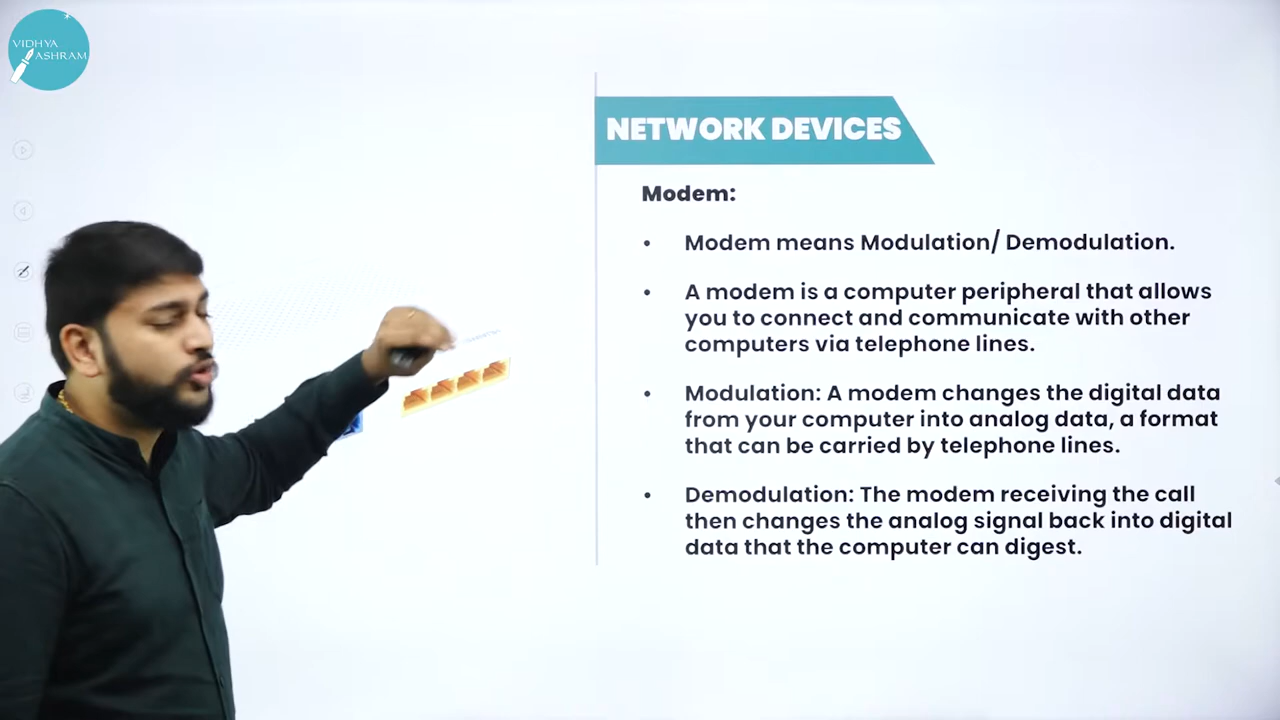 VIDHYA
ASHRAM
NETWORK DEVICES
Modem:
• Modem means Modulation/ Demodulation.
• A modem is a computer peripheral that allows
you to connect and communicate with other
computers via telephone lines.
• Modulation: A modem changes the digital data
from your computer into analog data, a format
that can be carried by telephone lines.
• Demodulation: The modem receiving the call
then changes the analog signal back into digital
data that the computer can digest.